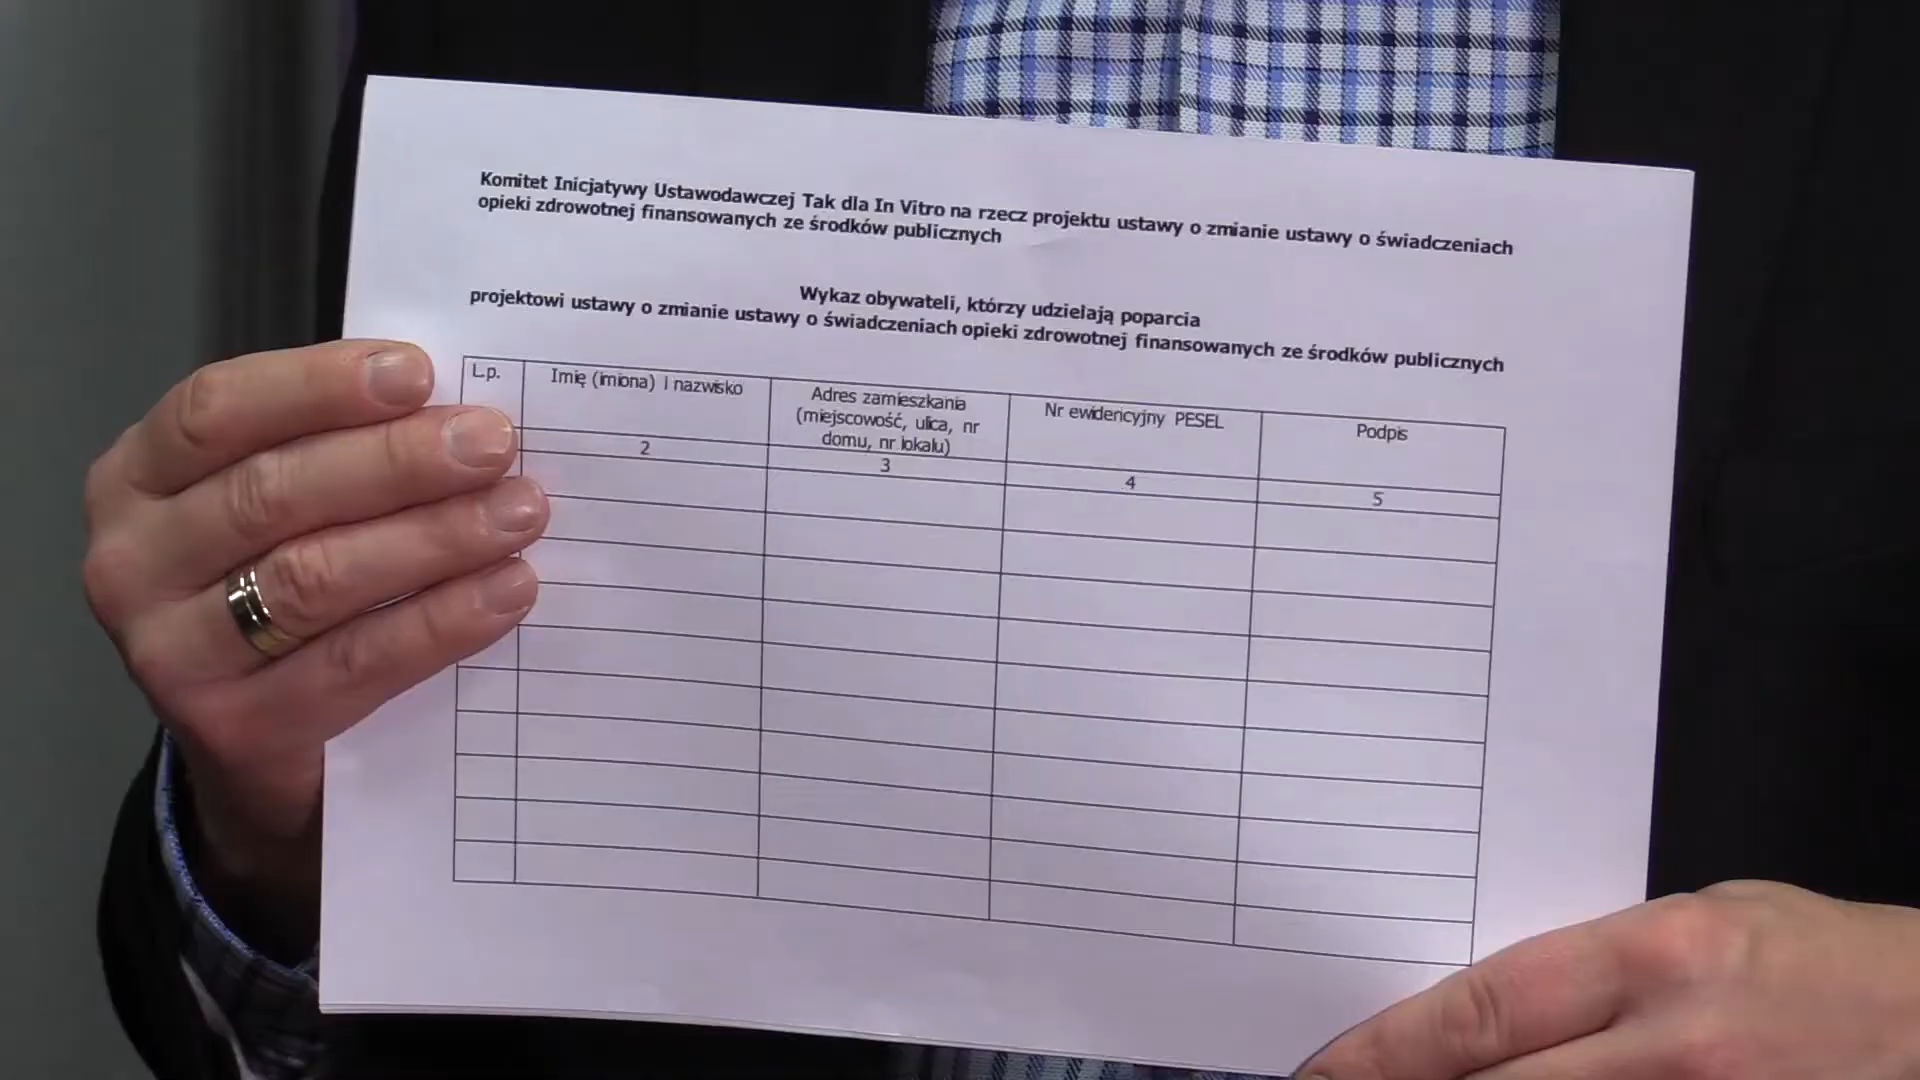 Komitet Inicjatywy Ustawodawczej Tak dla In Vitro na rzecz projektu ustawy o zmianie ustawy o świadczeniach
opieki zdrowotnej finansowanych ze środków publicznych
Wykaz obywateli, którzy udzielają poparcia
projektowi ustawy o zmianie ustawy o świadczeniach opieki zdrowotnej finansowanych ze środków publicznych
L.p.
Imię (imiona) i nazwisko
Adres zamieszkania
(miejscowość, ulica, nr
domu, nr lokalu)
Nr ewidencyjny PESEL
Podpis
2
3
4
5